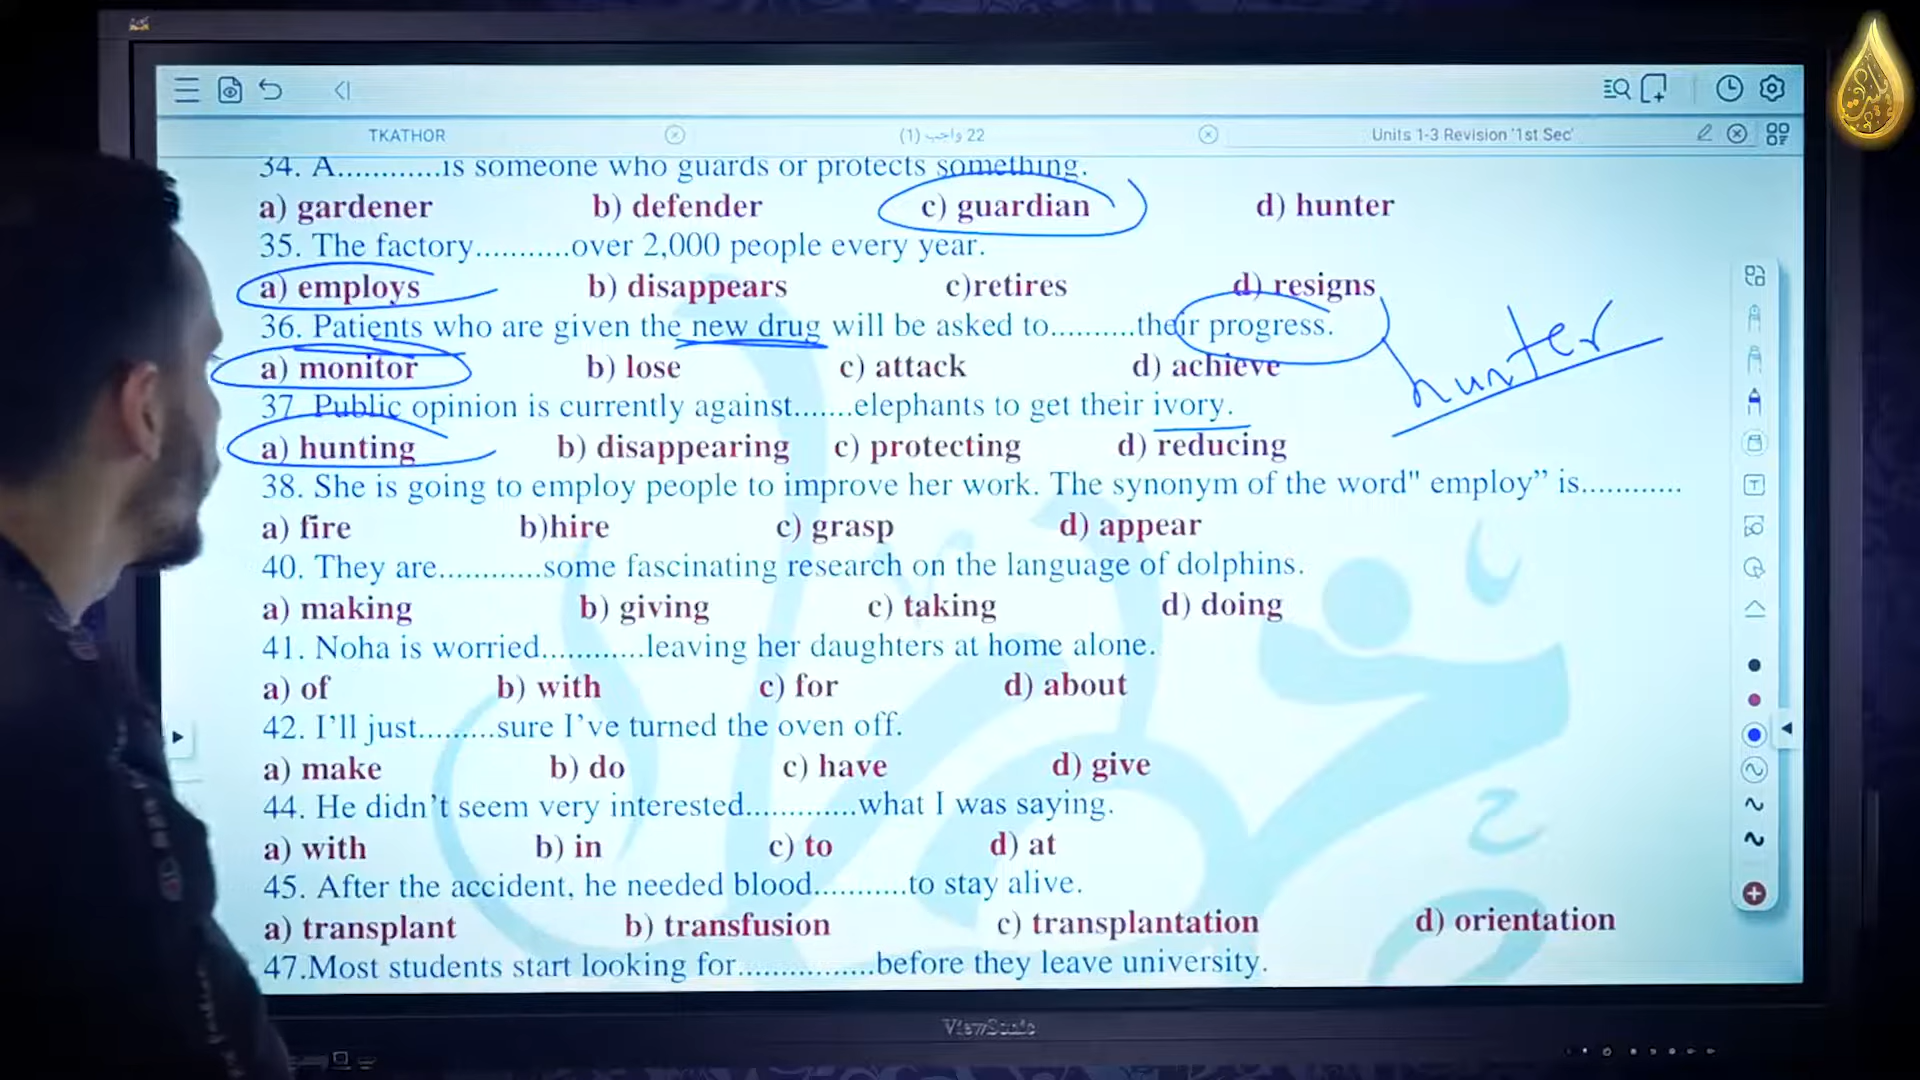 TKATHOR
22 واجب (1)
Units 1-3 Revision '1st Sec'
34. A............is someone who guards or protects something.
a) gardener b) defender c) guardian d) hunter
35. The factory...........over 2,000 people every year.
a) employs b) disappears c)retires d) resigns
36. Patients who are given the new drug will be asked to..........their progress.
a) monitor b) lose c) attack d) achieve
hunter
37. Public opinion is currently against.......elephants to get their ivory.
a) hunting b) disappearing c) protecting d) reducing
38. She is going to employ people to improve her work. The synonym of the word" employ” is............
a) fire b)hire c) grasp d) appear
40. They are............some fascinating research on the language of dolphins.
a) making b) giving c) taking d) doing
41. Noha is worried............leaving her daughters at home alone.
a) of b) with c) for d) about
42. I’ll just.........sure I’ve turned the oven off.
a) make b) do c) have d) give
44. He didn’t seem very interested.............what I was saying.
a) with b) in c) to d) at
45. After the accident, he needed blood...........to stay alive.
a) transplant b) transfusion c) transplantation d) orientation
47.Most students start looking for................before they leave university.
ViewSonic